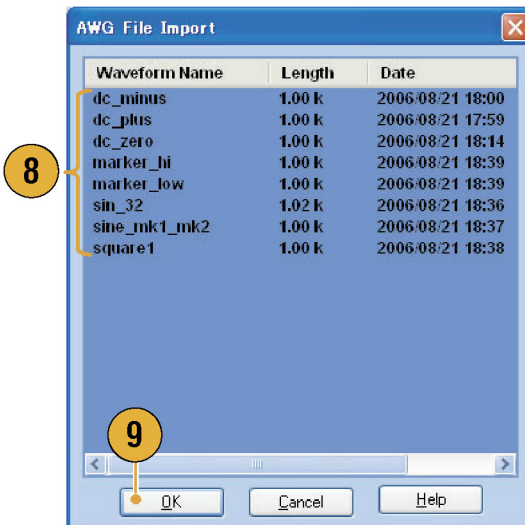 AWG File Import
Waveform Name Length Date
dc_minus 1.00 k 2006/08/21 18:00
dc_plus 1.00 k 2006/08/21 17:59
dc_zero 1.00 k 2006/08/21 18:14
marker_hi 1.00 k 2006/08/21 18:39
marker_low 1.00 k 2006/08/21 18:39
sin_32 1.02 k 2006/08/21 18:36
sine_mk1_mk2 1.00 k 2006/08/21 18:37
square1 1.00 k 2006/08/21 18:38
8
9
OK Cancel Help